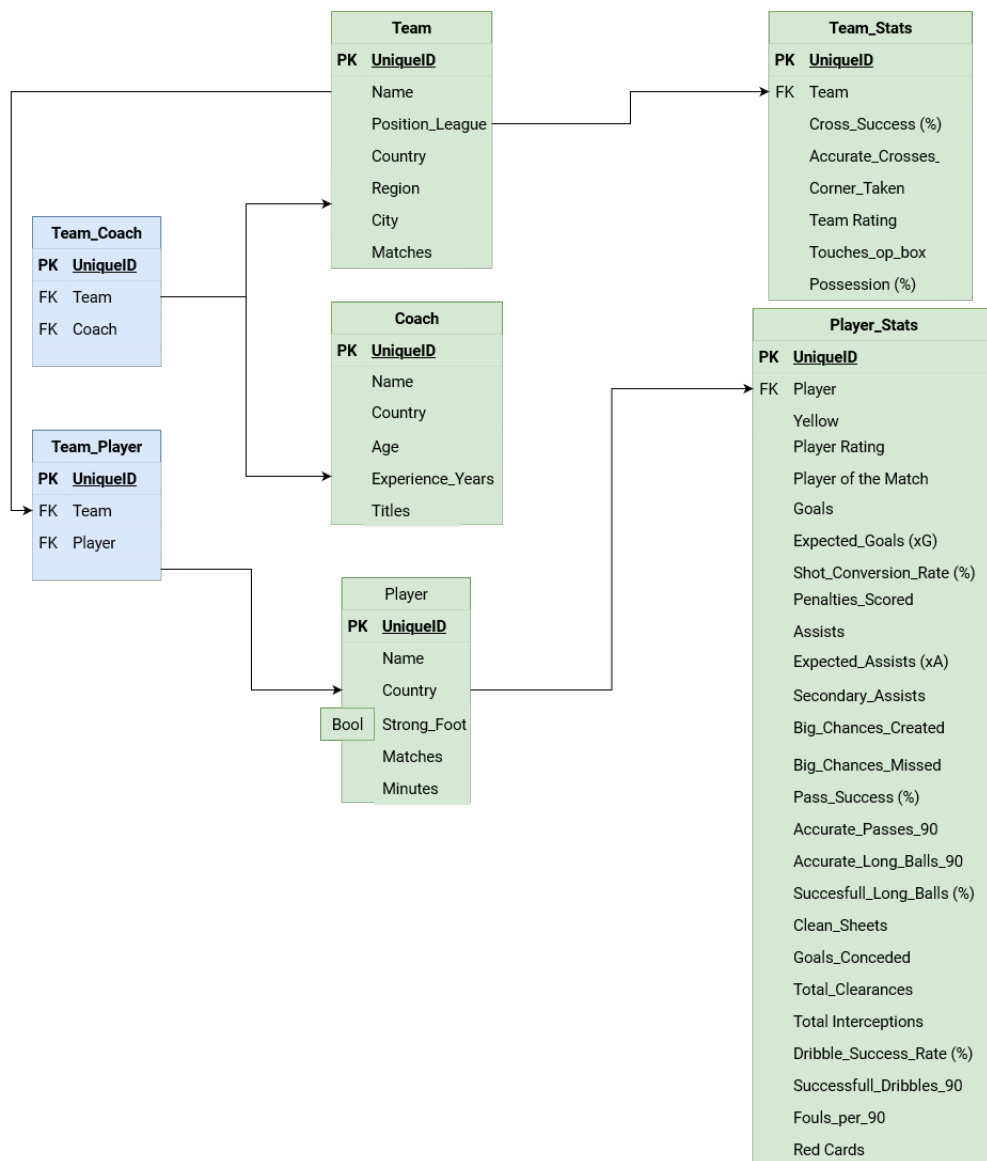 Team
PK UniqueID
Name
Position_League
Country
Region
City
Matches
Team_Stats
PK UniqueID
FK Team
Cross_Success (%)
Accurate_Crosses_
Corner_Taken
Team Rating
Touches_op_box
Possession (%)
Team_Coach
PK UniqueID
FK Team
FK Coach
Coach
PK UniqueID
Name
Country
Age
Experience_Years
Titles
Team_Player
PK UniqueID
FK Team
FK Player
Player
PK UniqueID
Name
Country
Bool Strong_Foot
Matches
Minutes
Player_Stats
PK UniqueID
FK Player
Yellow
Player Rating
Player of the Match
Goals
Expected_Goals (xG)
Shot_Conversion_Rate (%)
Penalties_Scored
Assists
Expected_Assists (xA)
Secondary_Assists
Big_Chances_Created
Big_Chances_Missed
Pass_Success (%)
Accurate_Passes_90
Accurate_Long_Balls_90
Succesfull_Long_Balls (%)
Clean_Sheets
Goals_Conceded
Total_Clearances
Total Interceptions
Dribble_Success_Rate (%)
Successfull_Dribbles_90
Fouls_per_90
Red Cards